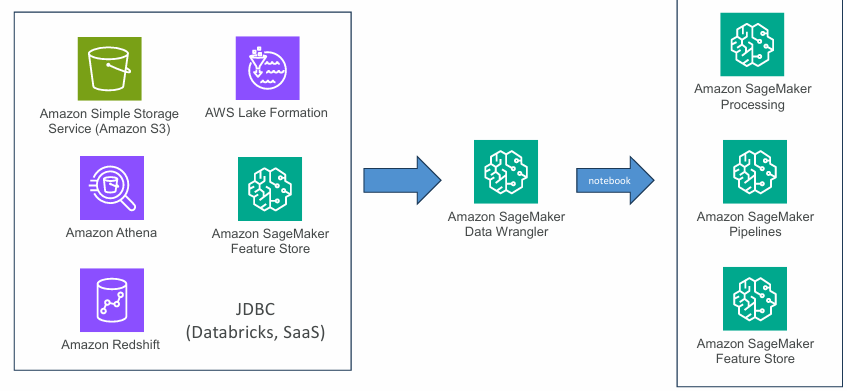 Amazon Simple Storage
Service (Amazon S3)
AWS Lake Formation
Amazon Athena
Amazon SageMaker
Feature Store
Amazon Redshift
JDBC
(Databricks, SaaS)
Amazon SageMaker
Data Wrangler
notebook
Amazon SageMaker
Processing
Amazon SageMaker
Pipelines
Amazon SageMaker
Feature Store